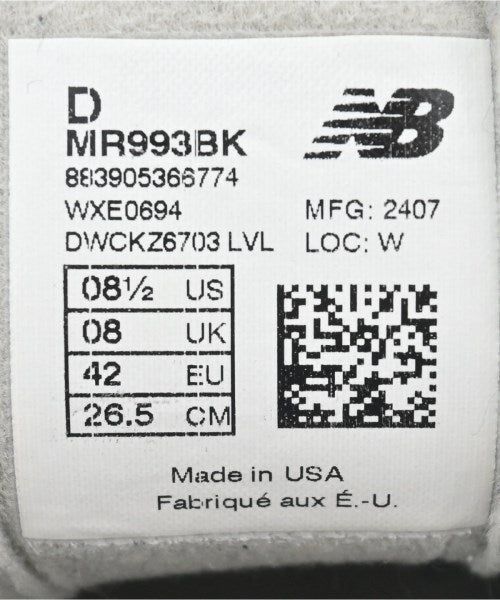 D
MR993BK
883905366774
WXE0694
DWCKZ6703 LVL
NB
MFG: 2407
LOC: W
08½ US
08 UK
42 EU
26.5 CM
Made in USA
Fabriqué aux É.-U.